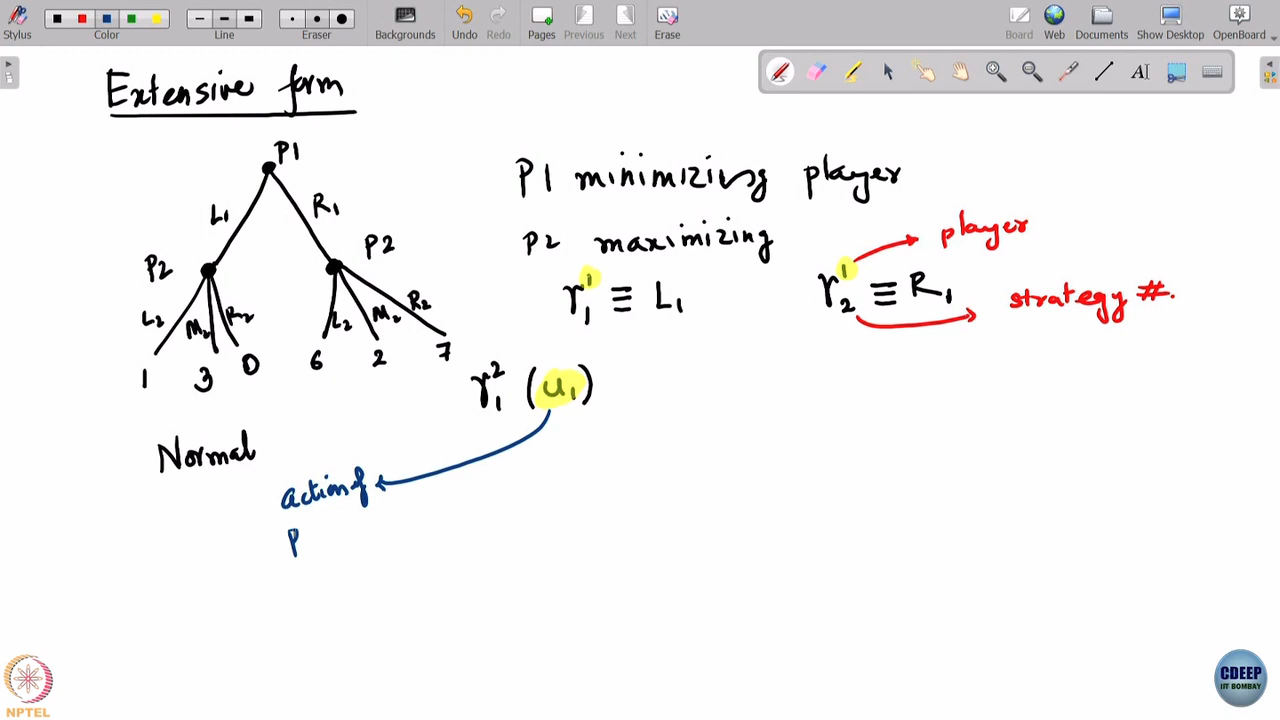 Stylus
Color
Line
Eraser
Backgrounds
Undo
Redo
Pages
Previous
Next
Erase
Board
Web
Documents
Show Desktop
OpenBoard
Extensive form
P1
L₁ R₁
P2 P2
L₂ M₂ R₂ L₂ M₂ R₂
1 3 0 6 2 7
P1 minimizing player
P2 maximizing
γ₁¹ ≡ L₁
γ₂¹ ≡ R₁
player
strategy #.
γ₁² (u₁)
Normal
action of
P
NPTEL
CDEEP
IIT BOMBAY